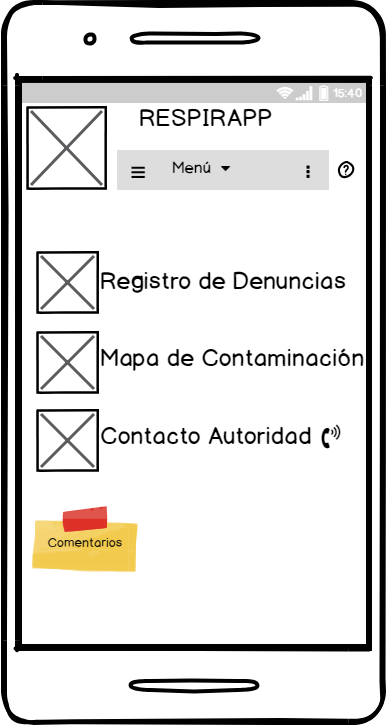 15:40
RESPIRAPP
Menú
Registro de Denuncias
Mapa de Contaminación
Contacto Autoridad
Comentarios